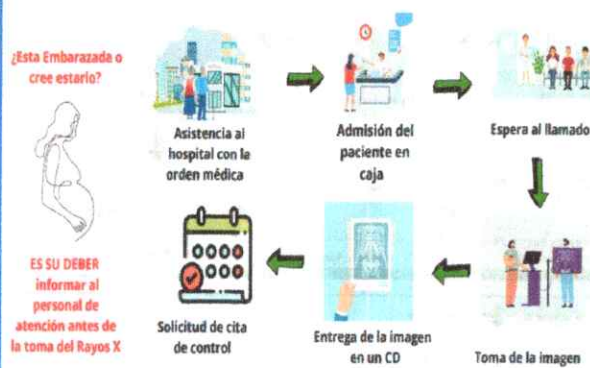 ¿Esta Embarazade o
cree estarlo?
ES SU DEBER
informar al
personal de
atención antes de
la toma del Rayos X
Asistencia al
hospital con la
orden médica
Admisión del
paciente en
caja
Espera al llamado
Toma de la imagen
Entrega de la imagen
en un CD
Solicitud de cita
de control